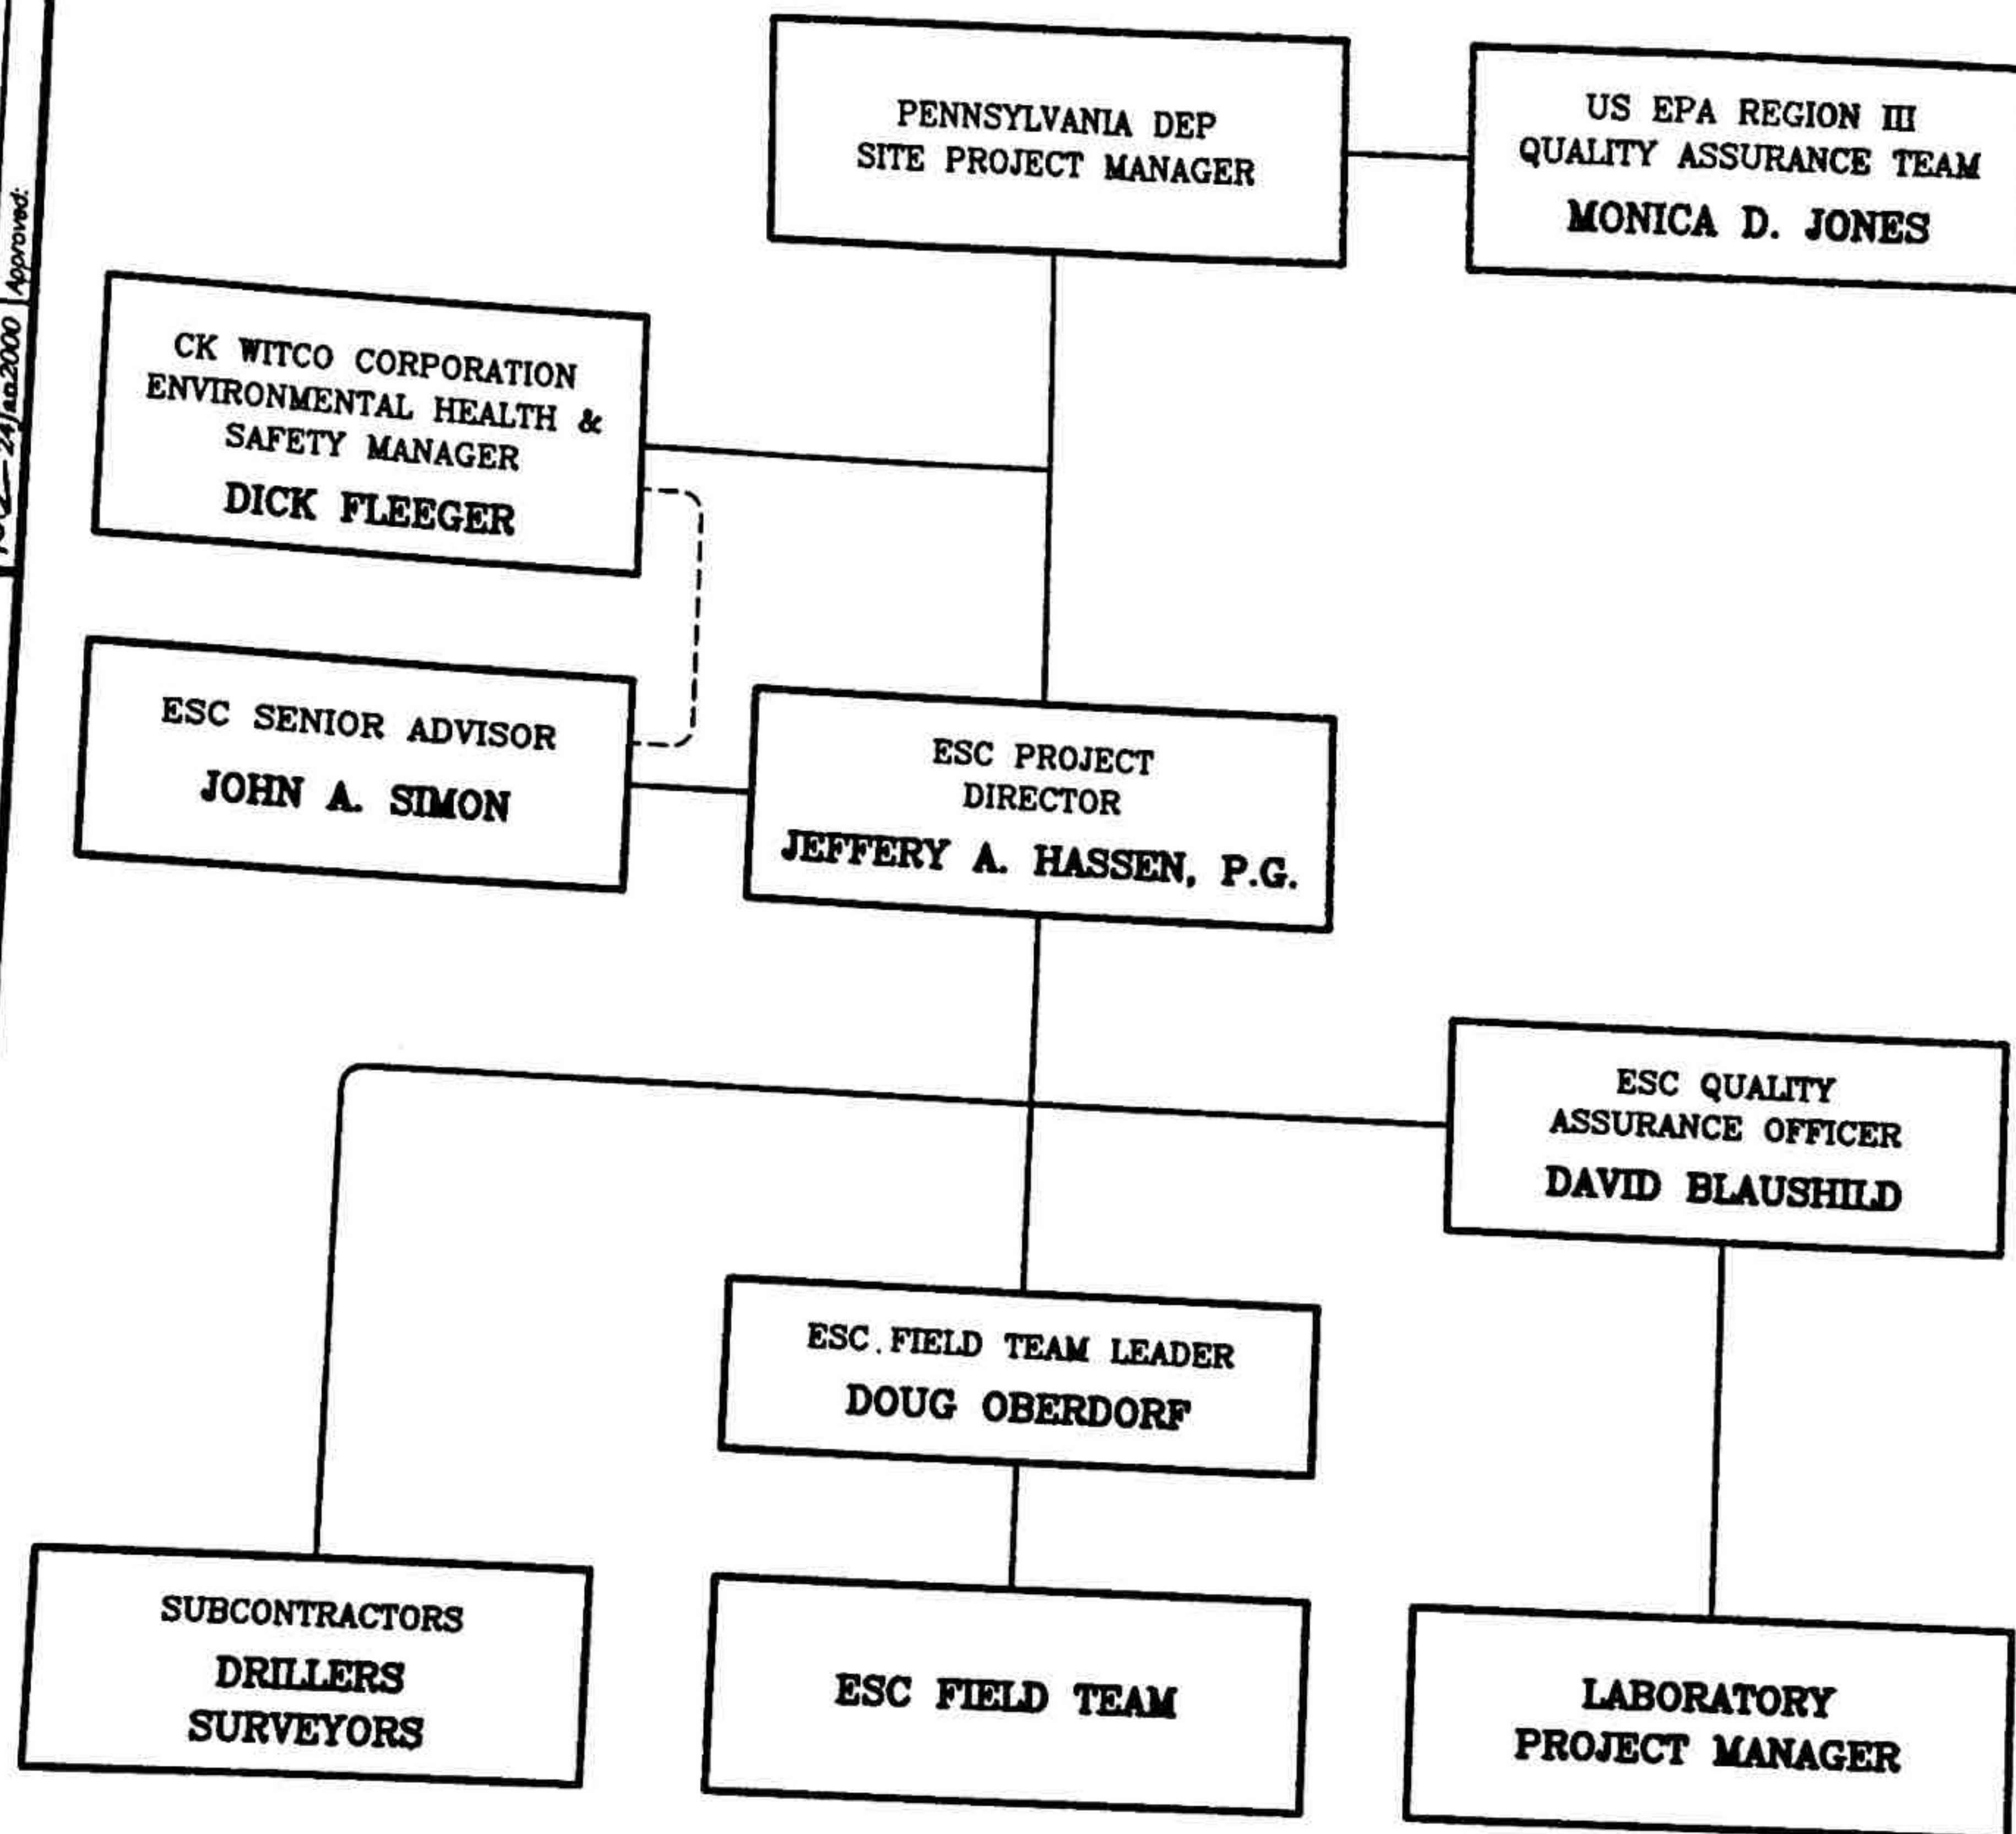 Approved:
24Jan2000
PENNSYLVANIA DEP
SITE PROJECT MANAGER
US EPA REGION III
QUALITY ASSURANCE TEAM
MONICA D. JONES
CK WITCO CORPORATION
ENVIRONMENTAL HEALTH &
SAFETY MANAGER
DICK FLEEGER
ESC SENIOR ADVISOR
JOHN A. SIMON
ESC PROJECT
DIRECTOR
JEFFERY A. HASSEN, P.G.
ESC QUALITY
ASSURANCE OFFICER
DAVID BLAUSHILD
ESC FIELD TEAM LEADER
DOUG OBERDORF
SUBCONTRACTORS
DRILLERS
SURVEYORS
ESC FIELD TEAM
LABORATORY
PROJECT MANAGER